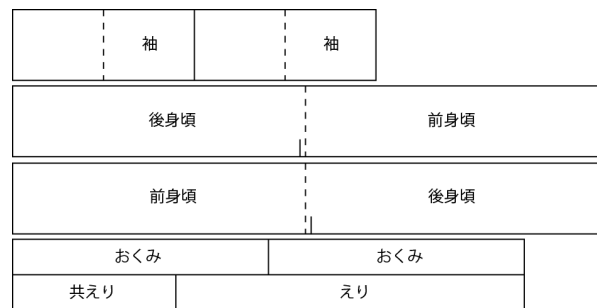 袖 袖
後身頃 前身頃
前身頃 後身頃
おくみ おくみ
共えり えり